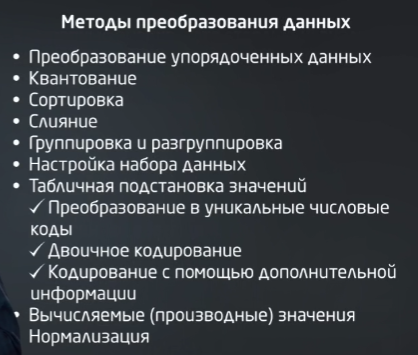 Методы преобразования данных
• Преобразование упорядоченных данных
• Квантование
• Сортировка
• Слияние
• Группировка и разгруппировка
• Настройка набора данных
• Табличная подстановка значений
✓ Преобразование в уникальные числовые
коды
✓ Двоичное кодирование
✓ Кодирование с помощью дополнительной
информации
• Вычисляемые (производные) значения
Нормализация